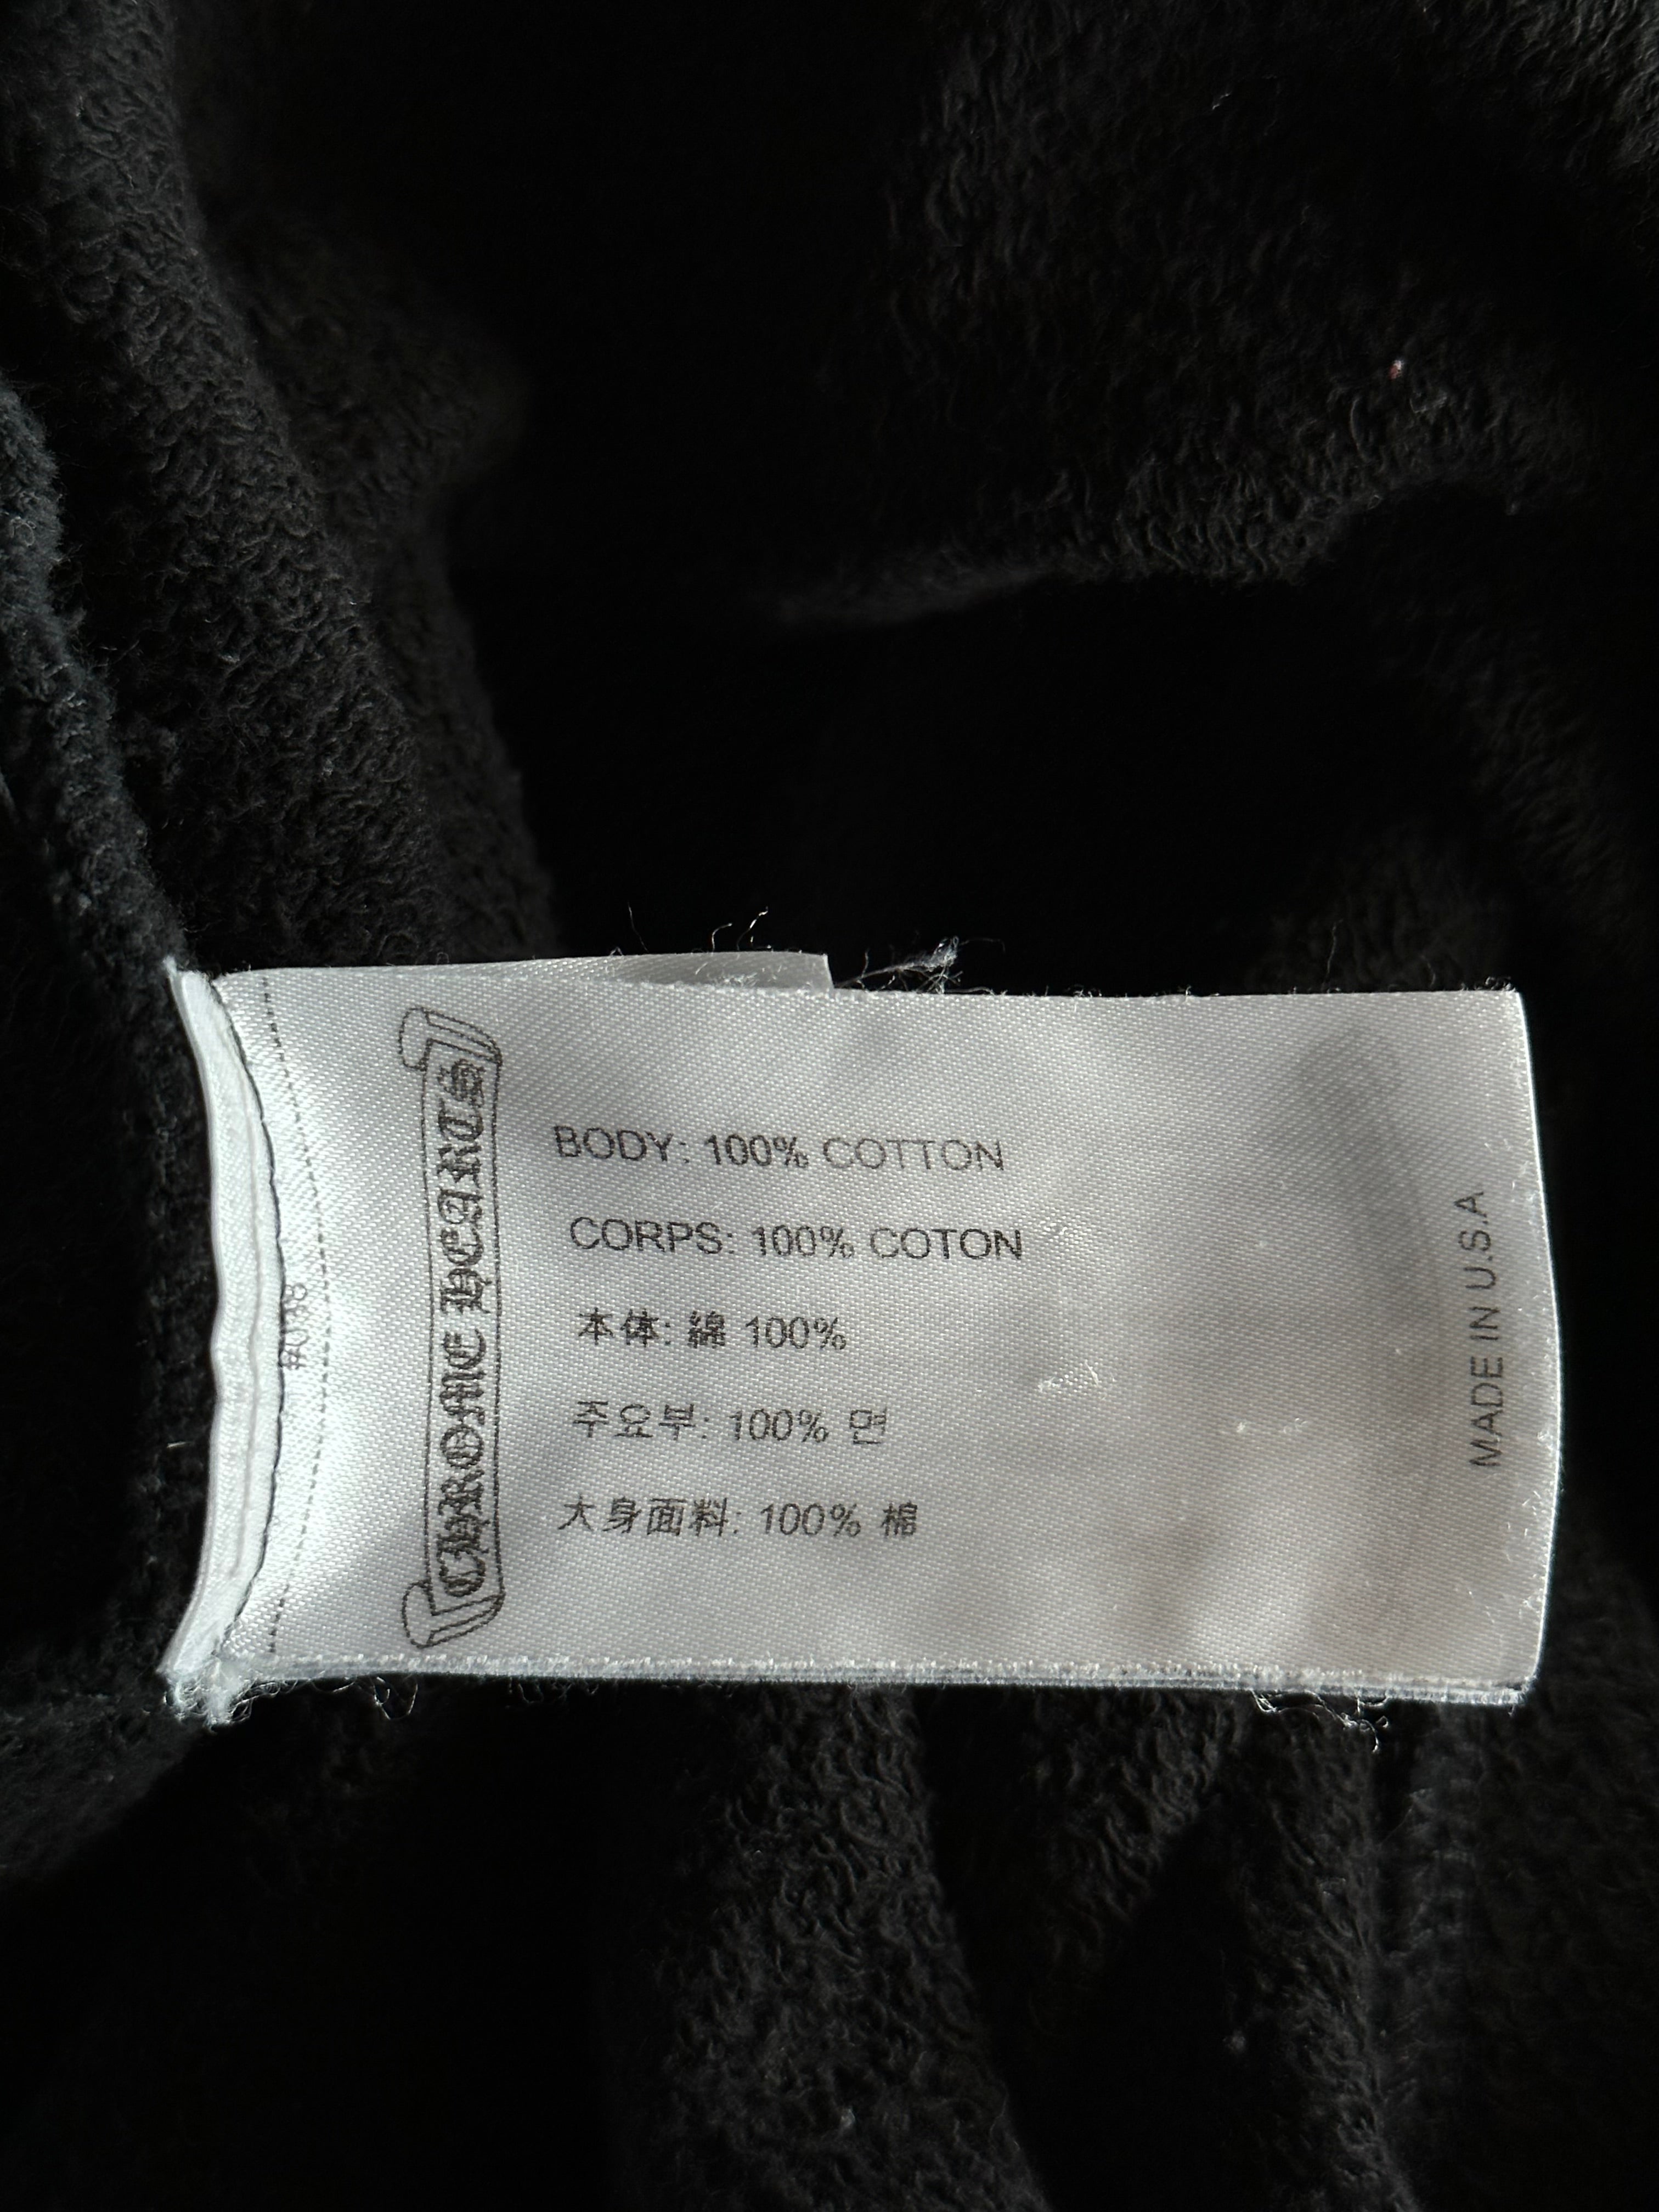 #038
CHROME HEARTS
BODY: 100% COTTON
CORPS: 100% COTON
本体: 綿 100%
주요부: 100% 면
大身面料: 100% 棉
MADE IN U.S.A